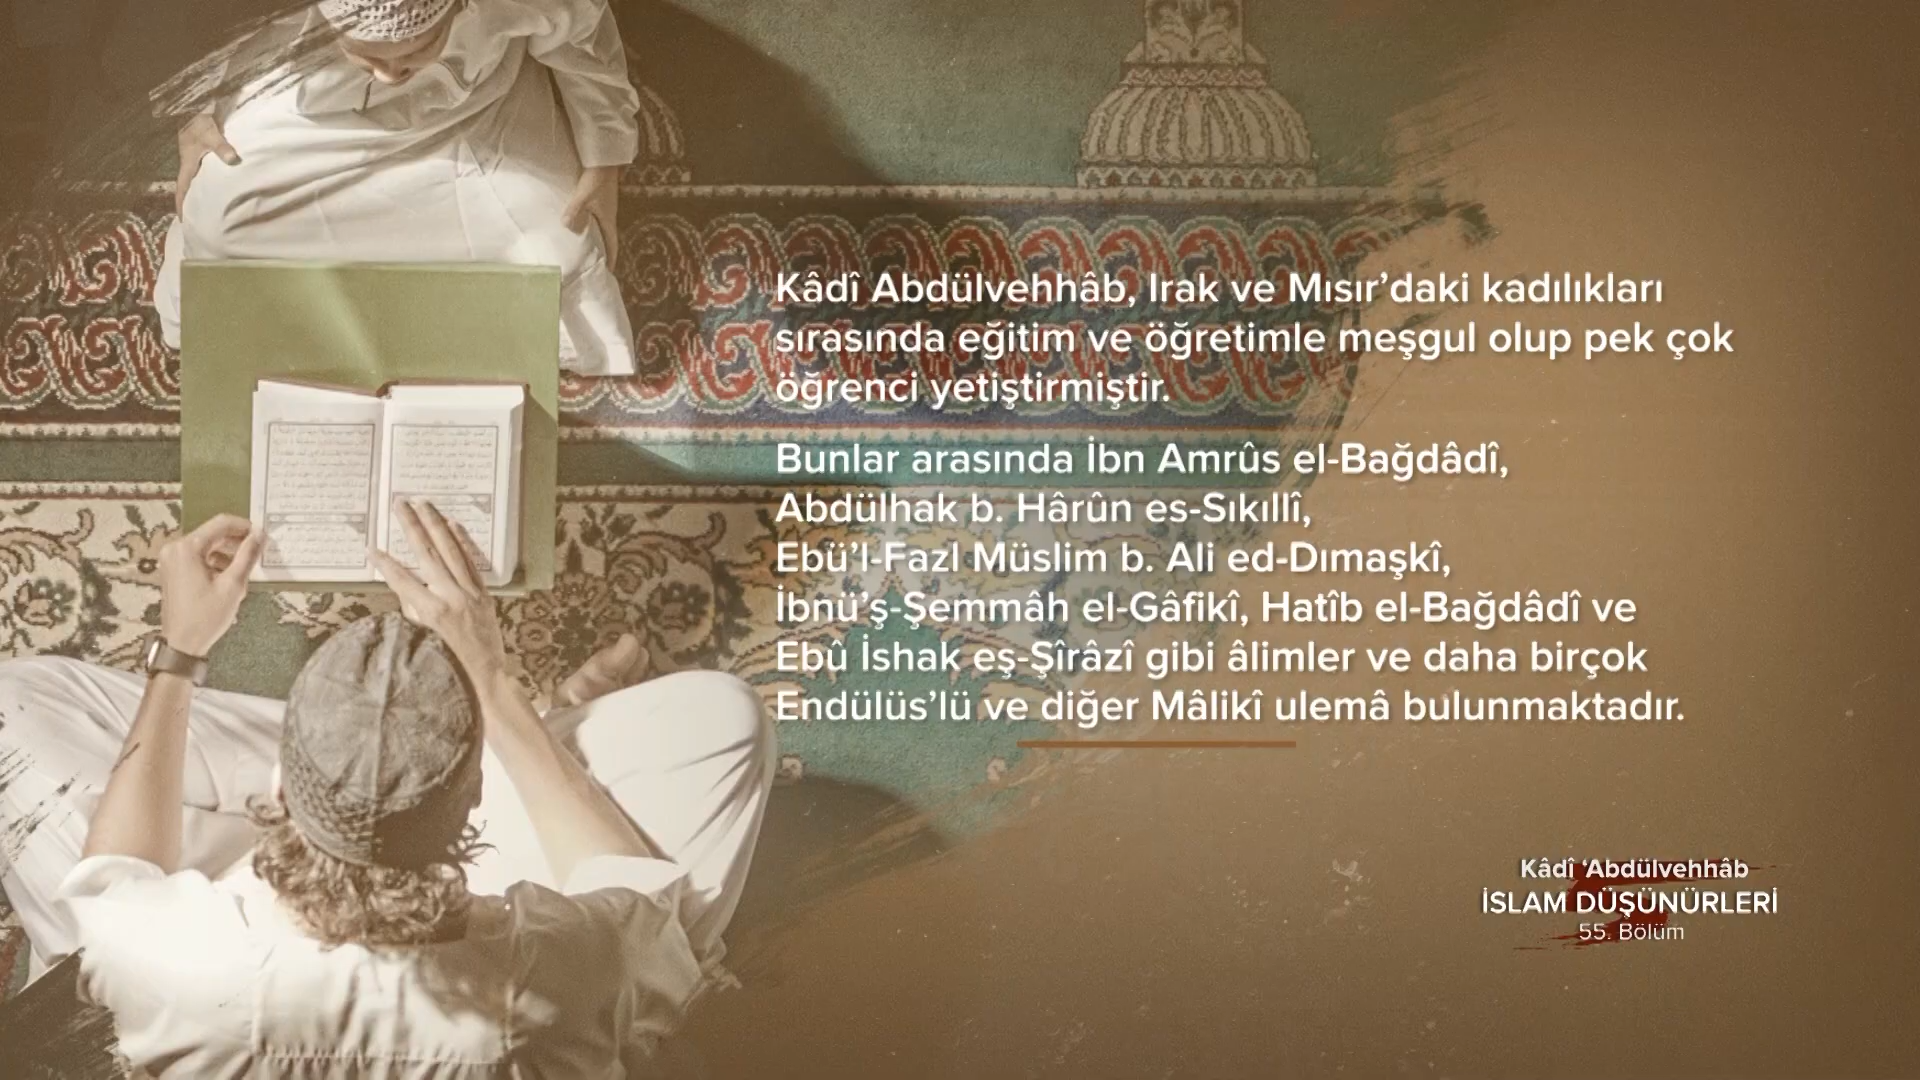 Kâdî Abdülvehhâb, Irak ve Mısır’daki kadılıkları
sırasında eğitim ve öğretimle meşgul olup pek çok
öğrenci yetiştirmiştir.
Bunlar arasında İbn Amrûs el-Bağdâdî,
Abdülhak b. Hârûn es-Sıkıllî,
Ebü’l-Fazl Müslim b. Ali ed-Dımaşkî,
İbnü’ş-Şemmâh el-Gâfikî, Hatîb el-Bağdâdî ve
Ebû İshak eş-Şîrâzî gibi âlimler ve daha birçok
Endülüs’lü ve diğer Mâlikî ulemâ bulunmaktadır.
Kâdî ‘Abdülvehhâb
İSLAM DÜŞÜNÜRLERİ
55. Bölüm